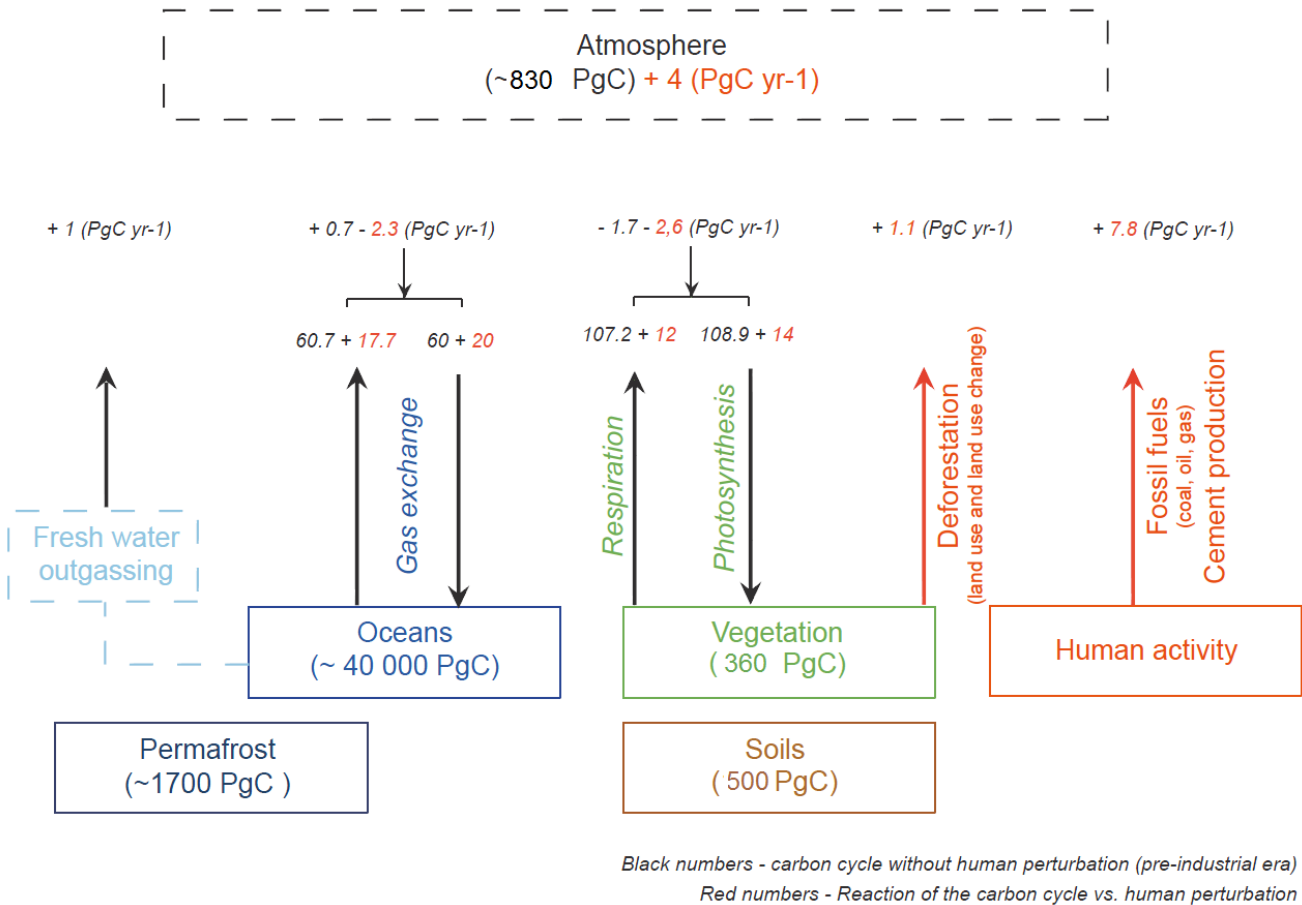 Atmosphere
(~830 PgC) + 4 (PgC yr-1)
+ 1 (PgC yr-1)
+ 0.7 - 2.3 (PgC yr-1)
- 1.7 - 2,6 (PgC yr-1)
+ 1.1 (PgC yr-1)
+ 7.8 (PgC yr-1)
60.7 + 17.7
60 + 20
107.2 + 12
108.9 + 14
Gas exchange
Respiration
Photosynthesis
Deforestation
(land use and land use change)
Fossil fuels
(coal, oil, gas)
Cement production
Fresh water
outgassing
Oceans
(~ 40 000 PgC)
Vegetation
( 360 PgC)
Human activity
Permafrost
(~1700 PgC )
Soils
( 500 PgC)
Black numbers - carbon cycle without human perturbation (pre-industrial era)
Red numbers - Reaction of the carbon cycle vs. human perturbation